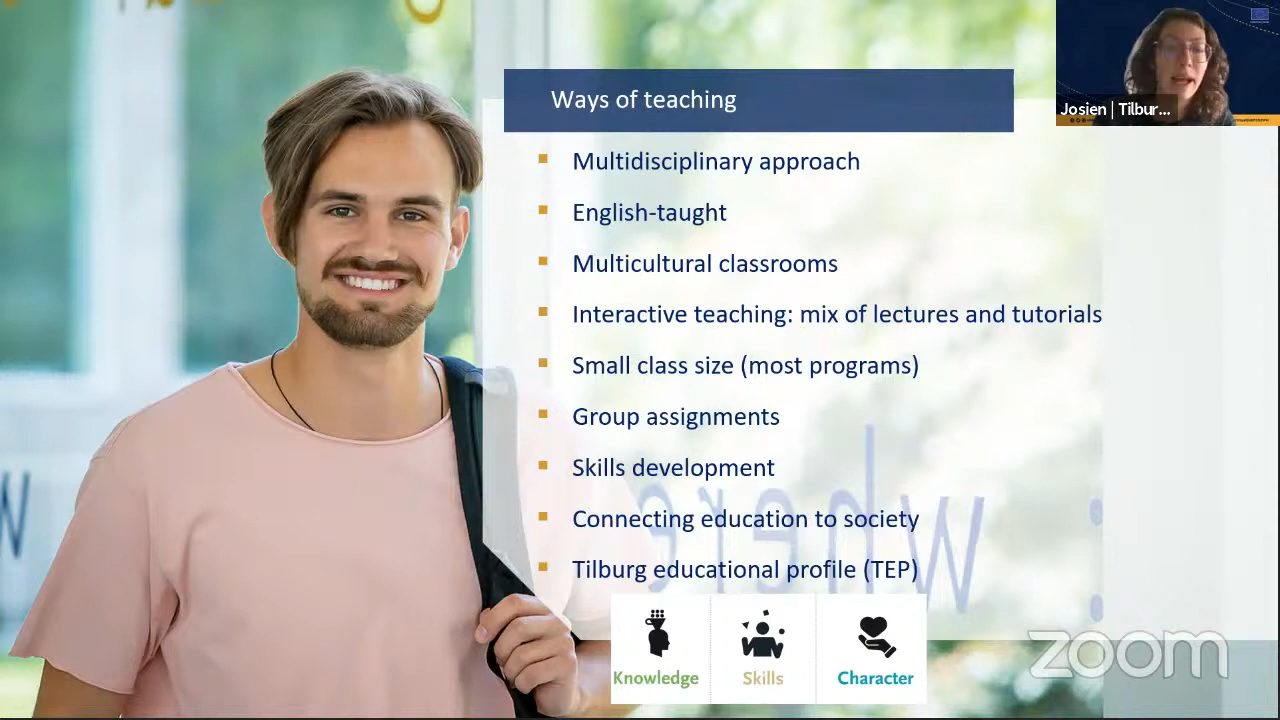 Ways of teaching
Josien | Tilbur...
Multidisciplinary approach
English-taught
Multicultural classrooms
Interactive teaching: mix of lectures and tutorials
Small class size (most programs)
Group assignments
Skills development
Connecting education to society
Tilburg educational profile (TEP)
where
w
Knowledge
Skills
Character
zoom